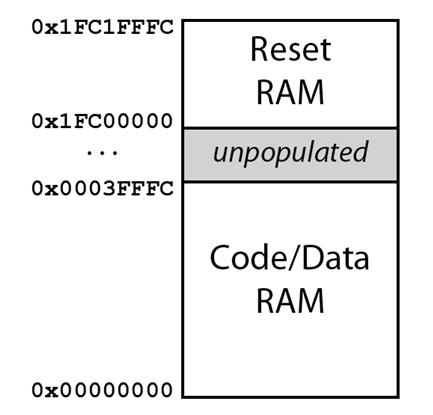 0x1FC1FFFC
Reset
RAM
0x1FC00000
...
unpopulated
0x0003FFFC
Code/Data
RAM
0x00000000